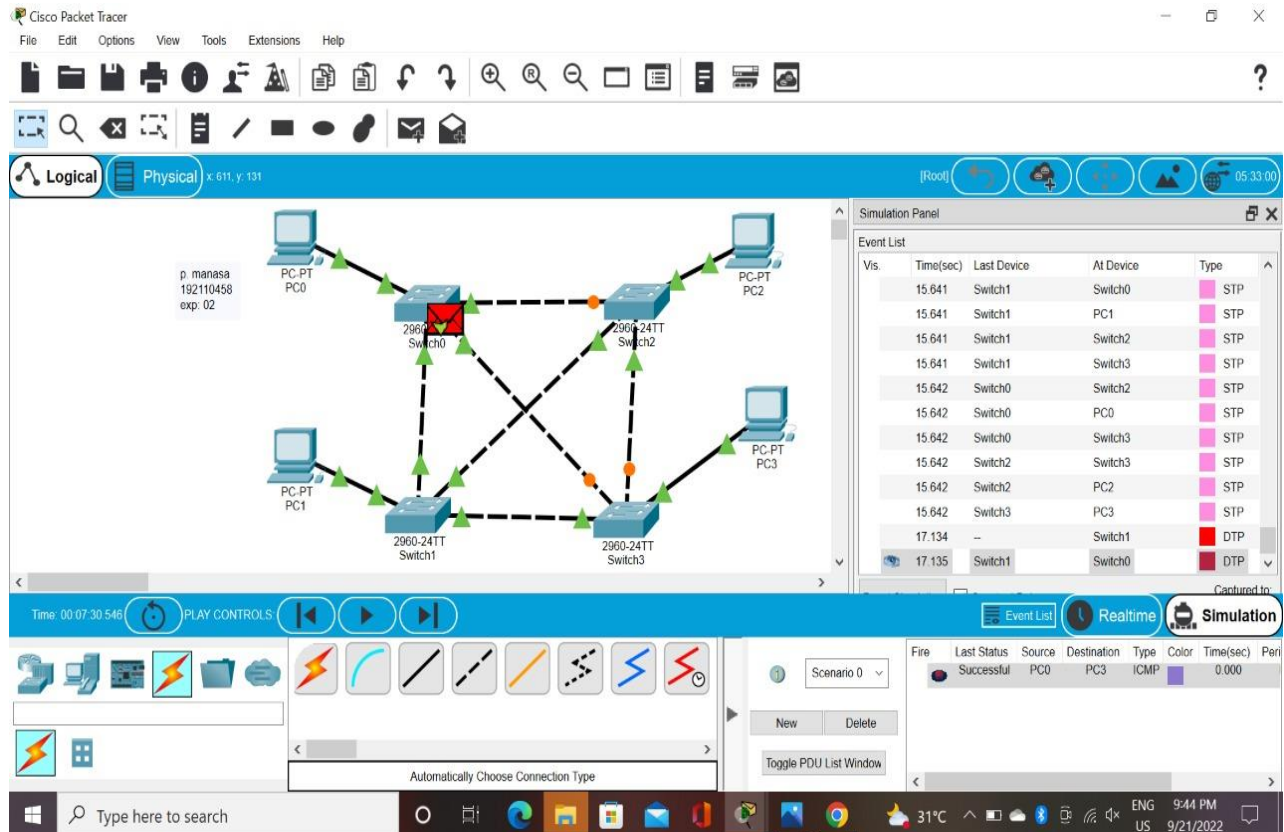 Cisco Packet Tracer
File Edit Options View Tools Extensions Help
?
Logical Physical x: 611, y: 131 [Root] 05:33:00
p. manasa
192110458
exp: 02
PC-PT
PC0
PC-PT
PC2
2960-24TT
Switch2
Switch0
PC-PT
PC3
PC-PT
PC1
2960-24TT
Switch1
2960-24TT
Switch3
Simulation Panel
Event List
Vis. Time(sec) Last Device At Device Type
15.641 Switch1 Switch0 STP
15.641 Switch1 PC1 STP
15.641 Switch1 Switch2 STP
15.641 Switch1 Switch3 STP
15.642 Switch0 Switch2 STP
15.642 Switch0 PC0 STP
15.642 Switch0 Switch3 STP
15.642 Switch2 Switch3 STP
15.642 Switch2 PC2 STP
15.642 Switch3 PC3 STP
17.134 -- Switch1 DTP
17.135 Switch1 Switch0 DTP
Captured to:
Time: 00:07:30.546 PLAY CONTROLS: Event List Realtime Simulation
Scenario 0
New Delete
Toggle PDU List Window
Fire Last Status Source Destination Type Color Time(sec) Peri
Successful PC0 PC3 ICMP 0.000
Automatically Choose Connection Type
Type here to search
31°C ENG 9:44 PM
US 9/21/2022